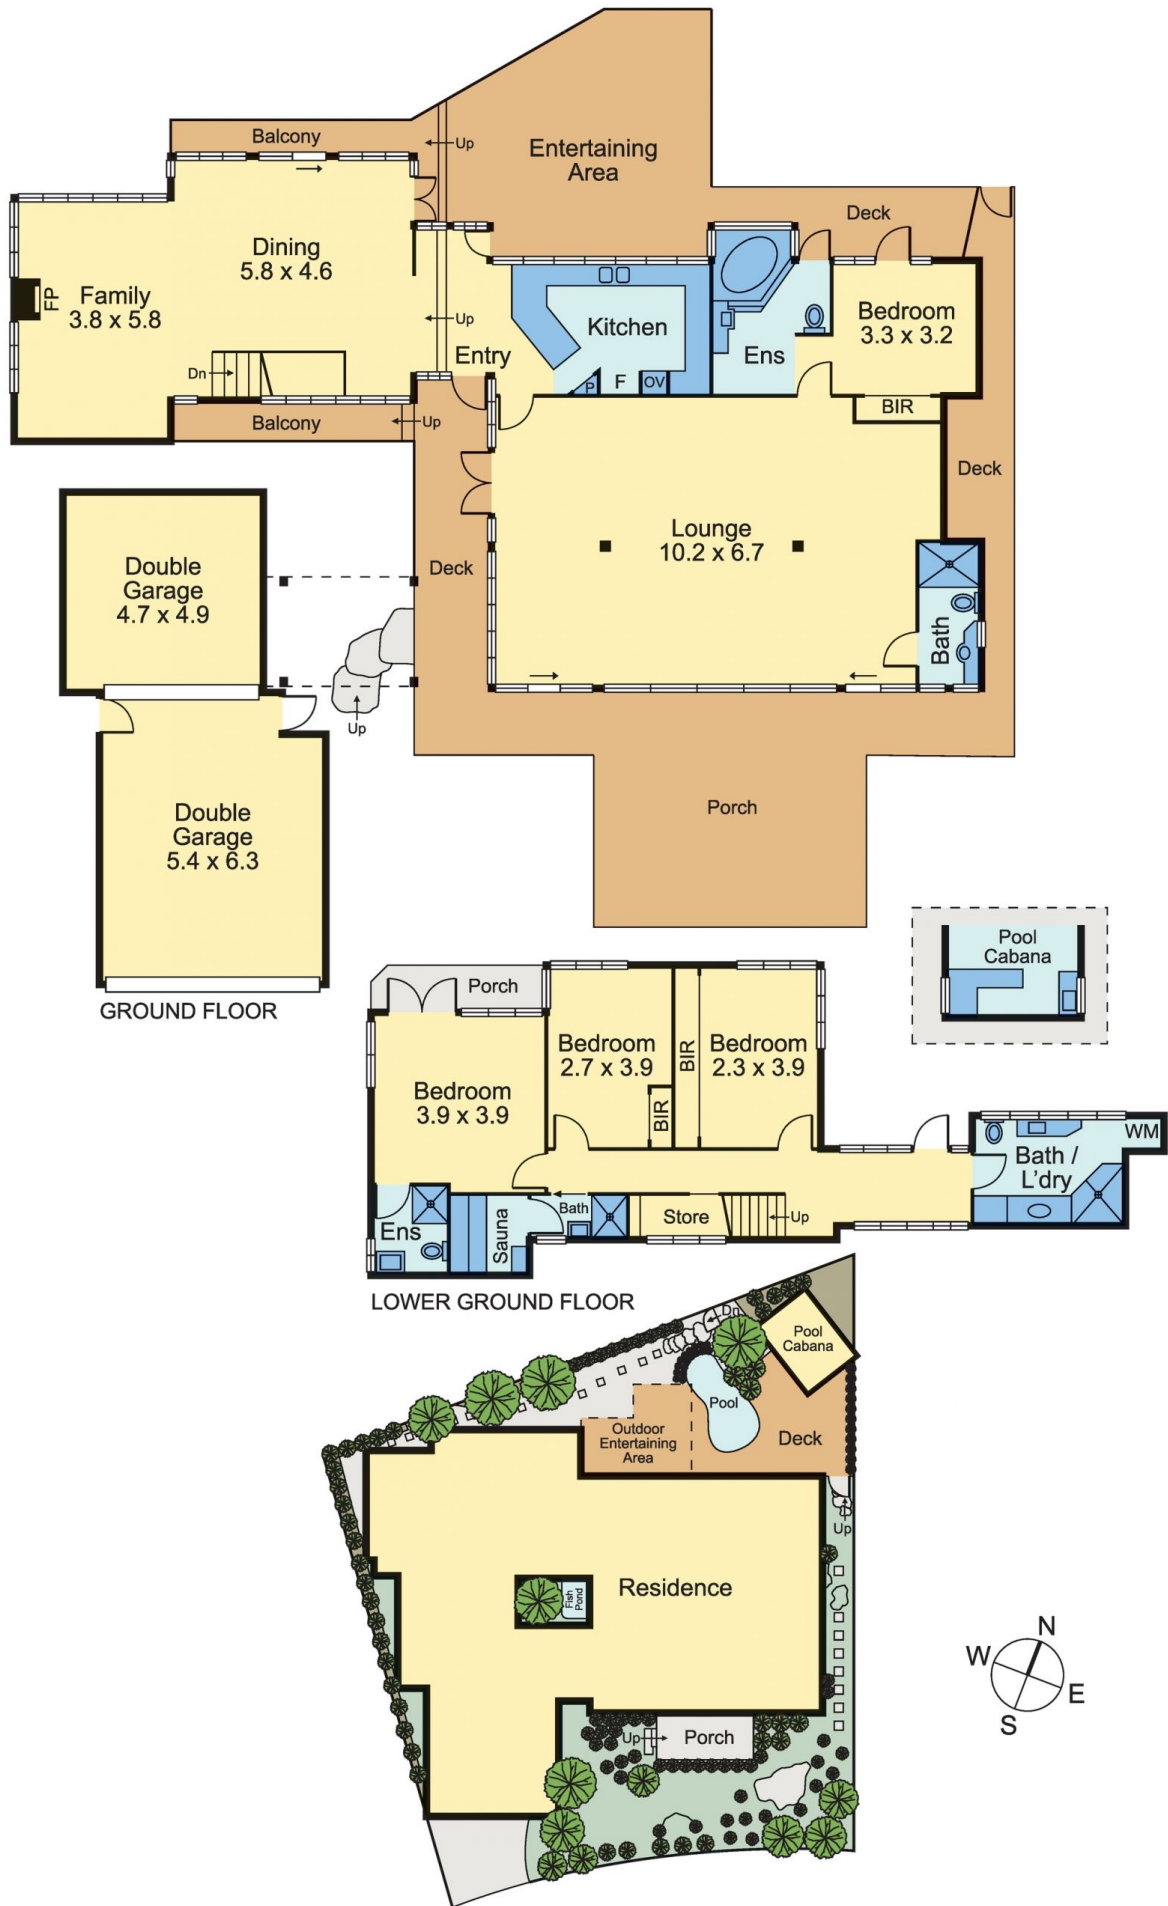 Balcony
Up
Entertaining
Area
Deck
Dining
5.8 x 4.6
Family
3.8 x 5.8
FP
Up
Kitchen
Ens
Bedroom
3.3 x 3.2
Entry
Dn
P
F
OV
BIR
Balcony
Up
Deck
Lounge
10.2 x 6.7
Double
Garage
4.7 x 4.9
Deck
Bath
Up
Double
Garage
5.4 x 6.3
Porch
GROUND FLOOR
Pool
Cabana
Porch
Bedroom
2.7 x 3.9
BIR
Bedroom
2.3 x 3.9
Bedroom
3.9 x 3.9
BIR
WM
Bath /
L'dry
Ens
Sauna
Bath
Store
Up
LOWER GROUND FLOOR
Dn
Pool
Cabana
Pool
Outdoor
Entertaining
Area
Deck
Up
Residence
Fish
Pond
N
W
E
S
Up
Porch